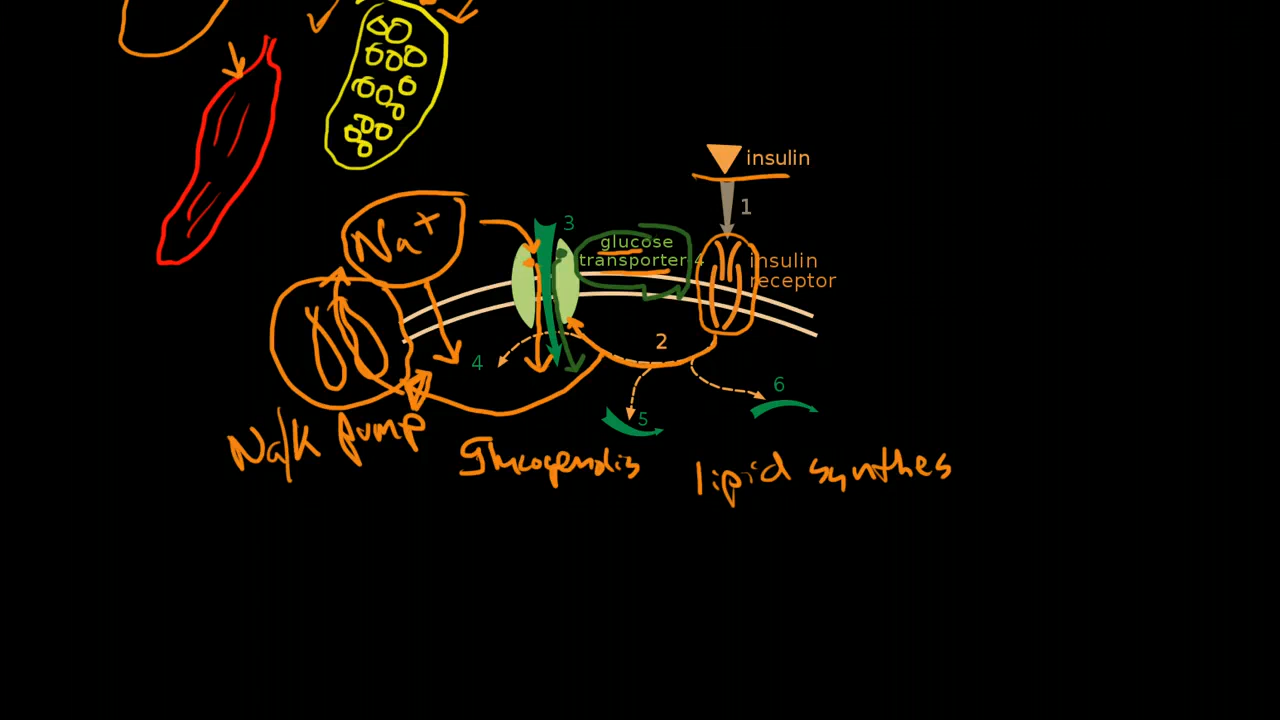 insulin
1
Na+
3
glucose
transporter 4
insulin
receptor
2
4
6
5
Na/K pump
lipid synthes